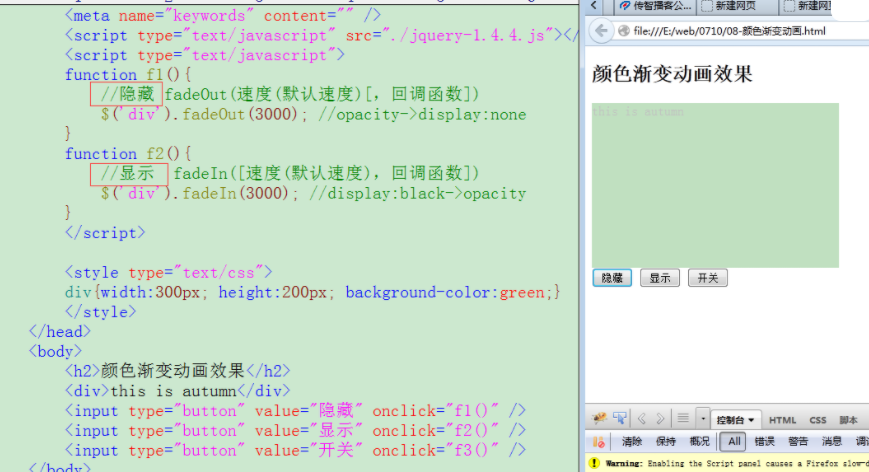 <meta name="keywords" content="" />
<script type="text/javascript" src="./jquery-1.4.4.js"></
<script type="text/javascript">
function f1(){
//隐藏 fadeOut(速度(默认速度)[, 回调函数])
$('div').fadeOut(3000); //opacity->display:none
}
function f2(){
//显示 fadeIn([速度(默认速度), 回调函数])
$('div').fadeIn(3000); //display:black->opacity
}
</script>
<style type="text/css">
div{width:300px; height:200px; background-color:green;}
</style>
</head>
<body>
<h2>颜色渐变动画效果</h2>
<div>this is autumn</div>
<input type="button" value="隐藏" onclick="f1()" />
<input type="button" value="显示" onclick="f2()" />
<input type="button" value="开关" onclick="f3()" />
</body>
传智播客公... 新建网页 新建网
file:///E:/web/0710/08-颜色渐变动画.html
颜色渐变动画效果
this is autumn
隐藏 显示 开关
控制台 HTML CSS 脚本
清除 保持 概况 All 错误 警告 消息 调
Warning: Enabling the Script panel causes a Firefox slow-d